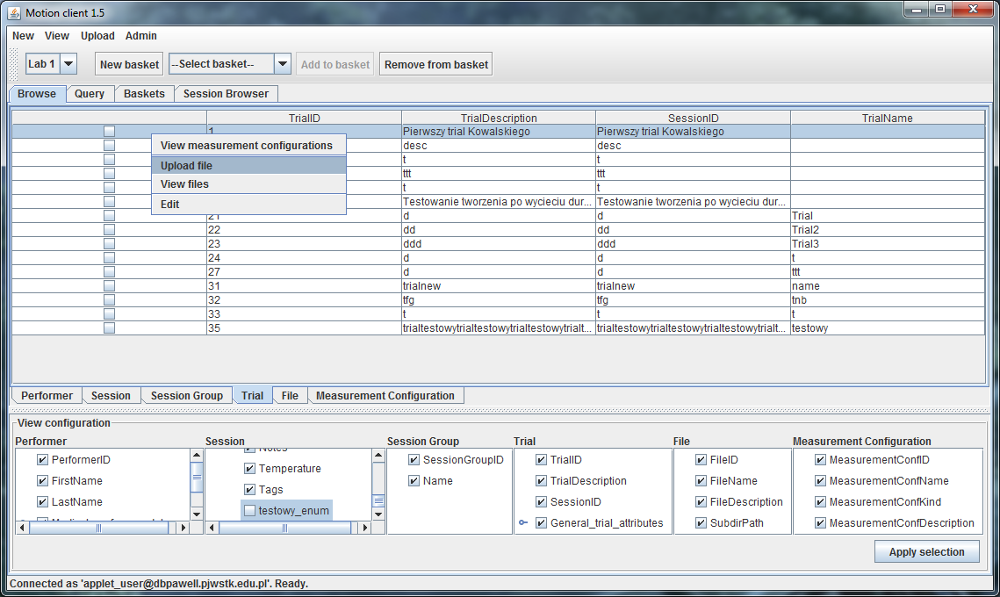 Motion client 1.5
New View Upload Admin
Lab 1 New basket --Select basket-- Add to basket Remove from basket
Browse Query Baskets Session Browser
TrialID TrialDescription SessionID TrialName
1 Pierwszy trial Kowalskiego Pierwszy trial Kowalskiego
View measurement configurations
desc desc
Upload file
t t
ttt ttt
View files
t t
Edit
Testowanie tworzenia po wycieciu dur... Testowanie tworzenia po wycieciu dur...
21 d d Trial
22 dd dd Trial2
23 ddd ddd Trial3
24 d d t
27 d d ttt
31 trialnew trialnew name
32 tfg tfg tnb
33 t t t
35 trialtestowytrialtestowytrialtestowytrialt... trialtestowytrialtestowytrialtestowytrialt... testowy
Performer Session Session Group Trial File Measurement Configuration
View configuration
Performer Session Session Group Trial File Measurement Configuration
Notes
PerformerID SessionGroupID TrialID FileID MeasurementConfID
Temperature
FirstName Name TrialDescription FileName MeasurementConfName
Tags
LastName SessionID FileDescription MeasurementConfKind
testowy_enum
General_trial_attributes SubdirPath MeasurementConfDescription
Apply selection
Connected as 'applet_user@dbpawell.pjwstk.edu.pl'. Ready.